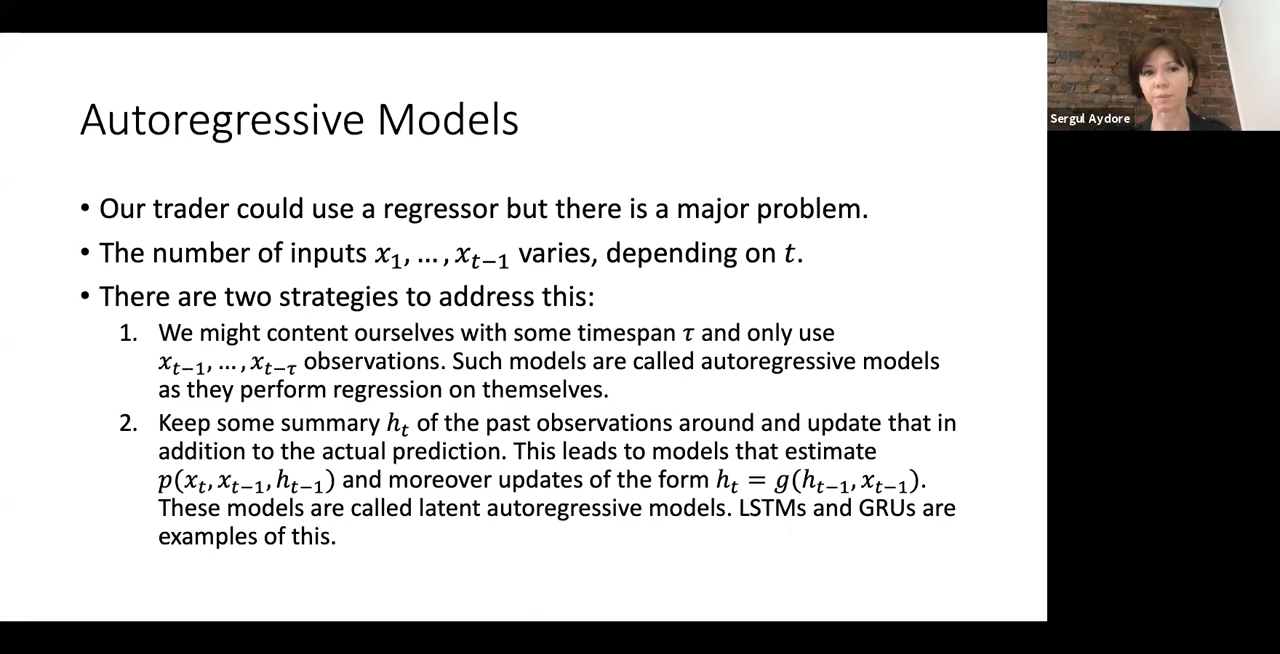 Autoregressive Models
• Our trader could use a regressor but there is a major problem.
• The number of inputs x₁, … , xₜ₋₁ varies, depending on t.
• There are two strategies to address this:
1. We might content ourselves with some timespan τ and only use
xₜ₋₁, … , x_{t−τ} observations. Such models are called autoregressive models
as they perform regression on themselves.
2. Keep some summary hₜ of the past observations around and update that in
addition to the actual prediction. This leads to models that estimate
p(xₜ, xₜ₋₁, hₜ₋₁) and moreover updates of the form hₜ = g(hₜ₋₁, xₜ₋₁).
These models are called latent autoregressive models. LSTMs and GRUs are
examples of this.
Sergul Aydore